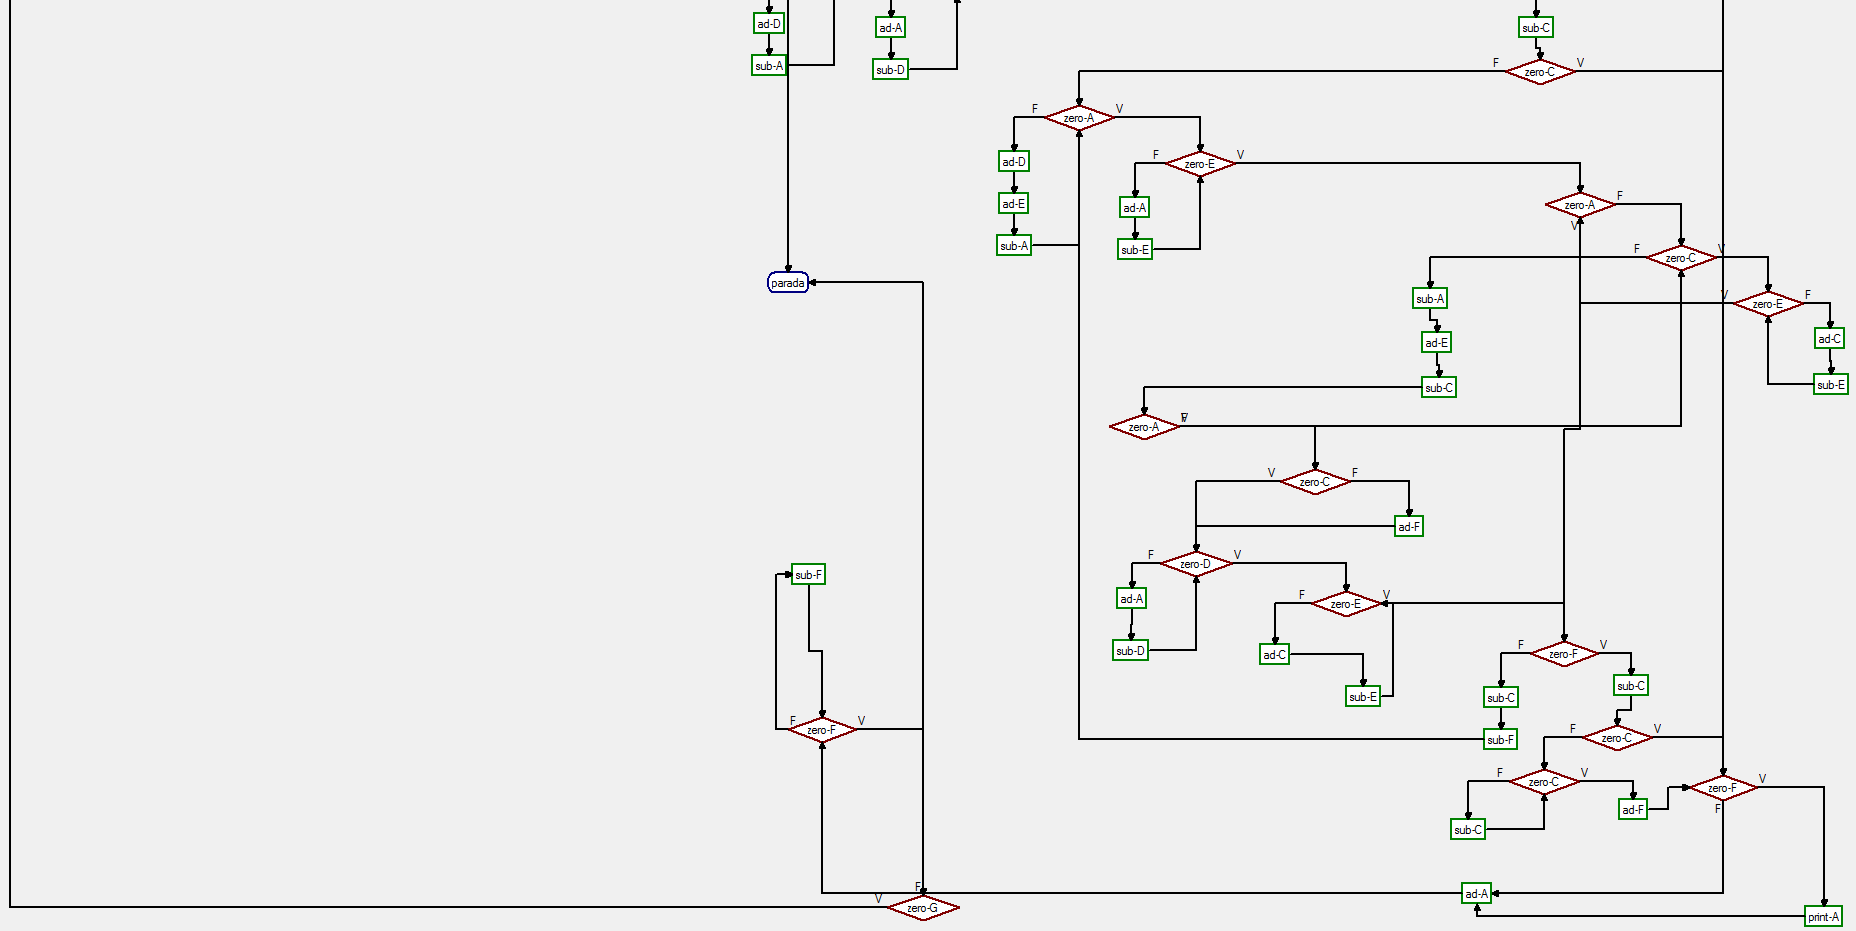 ad-D
ad-A
sub-C
sub-A
sub-D
F
zero-C
V
F
zero-A
V
ad-D
F
zero-E
V
zero-A
F
V
ad-E
ad-A
sub-A
sub-E
F
zero-C
V
parada
sub-A
V
zero-E
F
ad-E
ad-C
sub-C
sub-E
zero-A
V
zero-C
F
V
ad-F
F
zero-D
V
sub-F
ad-A
F
zero-E
V
sub-D
ad-C
F
zero-F
V
sub-E
sub-C
sub-C
F
zero-F
V
sub-F
F
zero-C
V
F
zero-C
V
zero-F
V
F
sub-C
ad-F
F
V
zero-G
ad-A
print-A